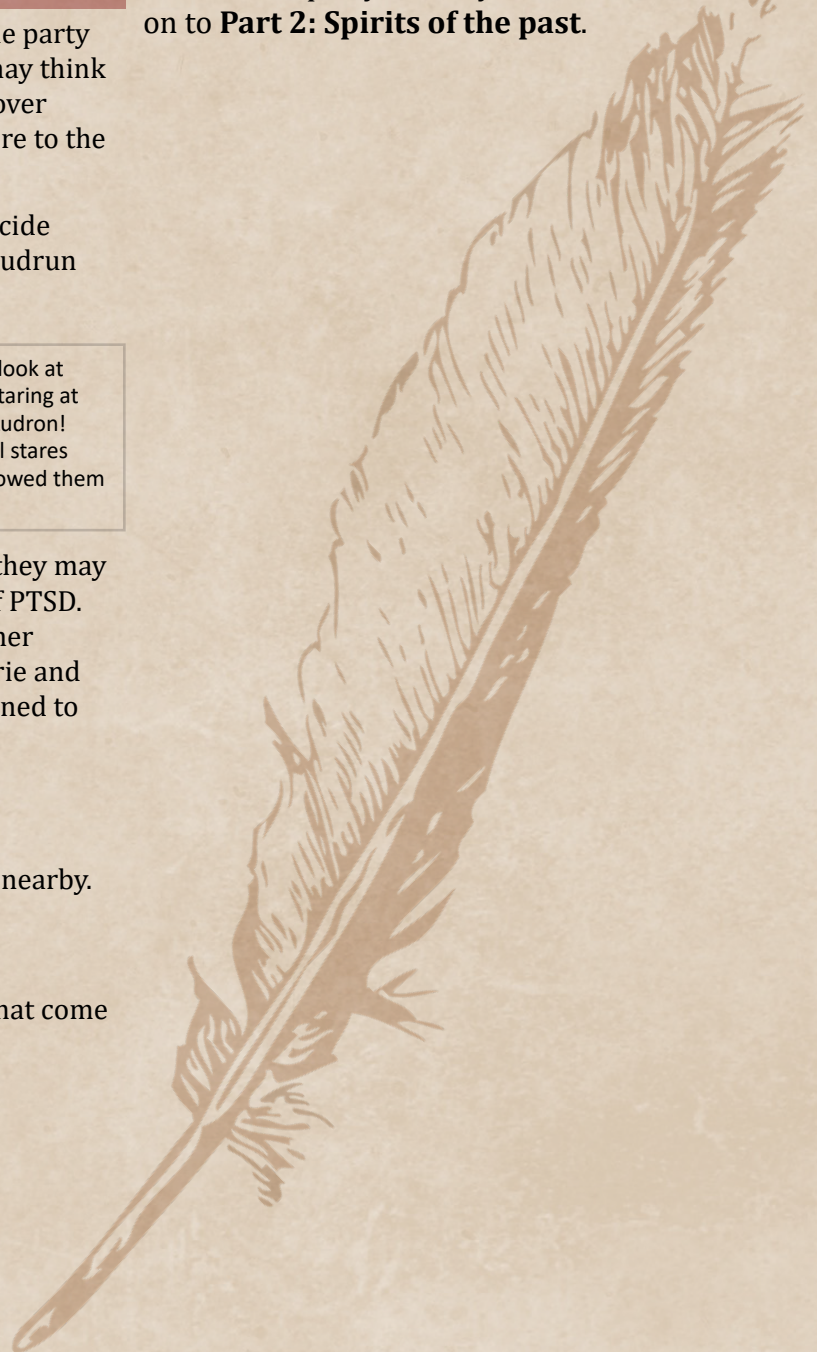 e party
may think
over
re to the
cide
udrun
look at
taring at
udron!
l stares
owed them
they may
f PTSD.
her
rie and
ned to
nearby.
hat come
on to Part 2: Spirits of the past.